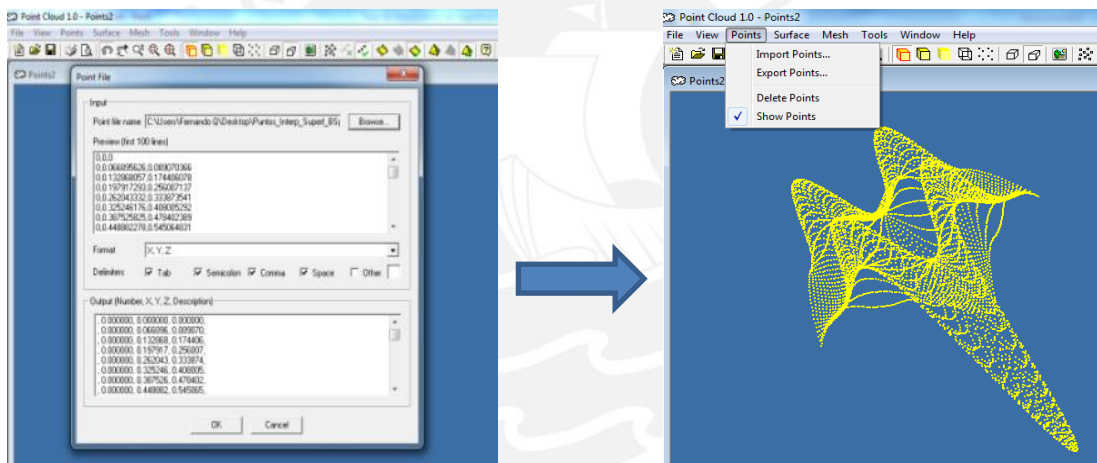 Point Cloud 1.0 - Points2
File View Points Surface Mesh Tools Window Help
Points2
Point File
Input
Point file name C:\Users\Fernando Q\Desktop\Puntos_Interp_Superf_BS Browse...
Preview (first 100 lines)
0,0,0
0,0.066895626,0.089070366
0,0.132868057,0.174406078
0,0.197917293,0.256007137
0,0.262043332,0.333873541
0,0.325246176,0.408005292
0,0.387525825,0.478402389
0,0.448882278,0.545064831
Format X, Y, Z
Delimiters Tab Semicolon Comma Space Other
Output (Number, X, Y, Z, Description)
, 0.000000, 0.000000, 0.000000,
, 0.000000, 0.066896, 0.089070,
, 0.000000, 0.132868, 0.174406,
, 0.000000, 0.197917, 0.256007,
, 0.000000, 0.262043, 0.333874,
, 0.000000, 0.325246, 0.408005,
, 0.000000, 0.387526, 0.478402,
, 0.000000, 0.448882, 0.545065,
OK Cancel
Point Cloud 1.0 - Points2
File View Points Surface Mesh Tools Window Help
Points2
Import Points...
Export Points...
Delete Points
Show Points